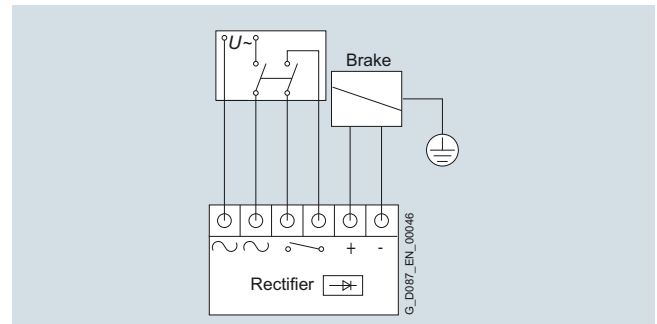 U~
Brake
+ -
Rectifier
G_D087_EN_00046